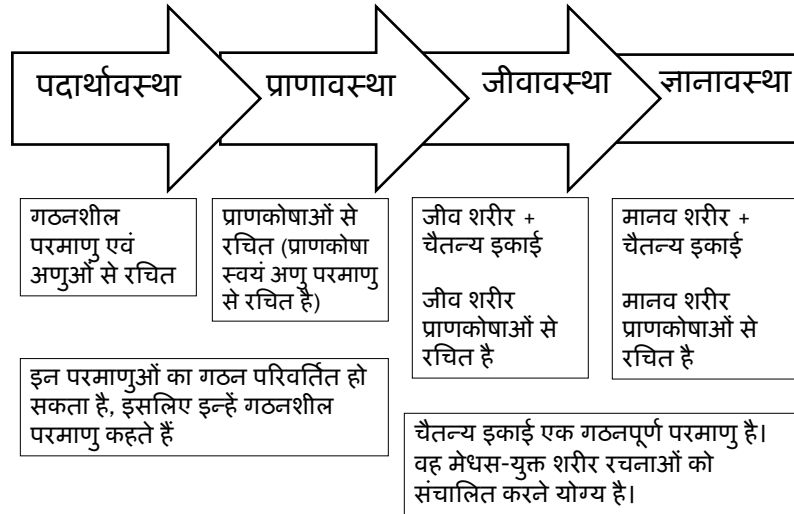 पदार्थावस्था
प्राणावस्था
जीवावस्था
ज्ञानावस्था
गठनशील
परमाणु एवं
अणुओं से रचित
प्राणकोषाओं से
रचित (प्राणकोषा
स्वयं अणु परमाणु
से रचित है)
जीव शरीर +
चैतन्य इकाई
जीव शरीर
प्राणकोषाओं से
रचित है
मानव शरीर +
चैतन्य इकाई
मानव शरीर
प्राणकोषाओं से
रचित है
इन परमाणुओं का गठन परिवर्तित हो
सकता है, इसलिए इन्हें गठनशील
परमाणु कहते हैं
चैतन्य इकाई एक गठनपूर्ण परमाणु है।
वह मेधस-युक्त शरीर रचनाओं को
संचालित करने योग्य है।